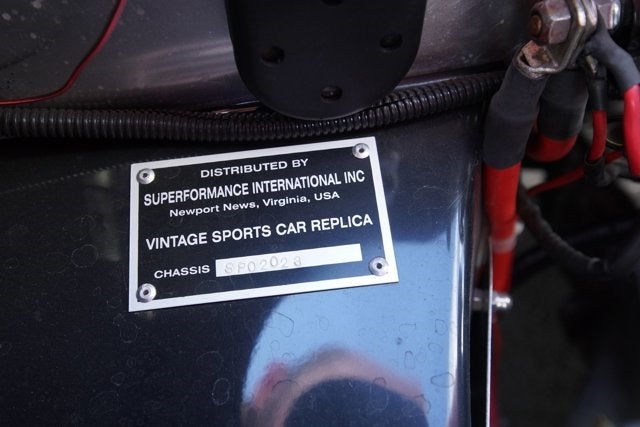 DISTRIBUTED BY
SUPERFORMANCE INTERNATIONAL INC
Newport News, Virginia, USA
VINTAGE SPORTS CAR REPLICA
CHASSIS SP02028